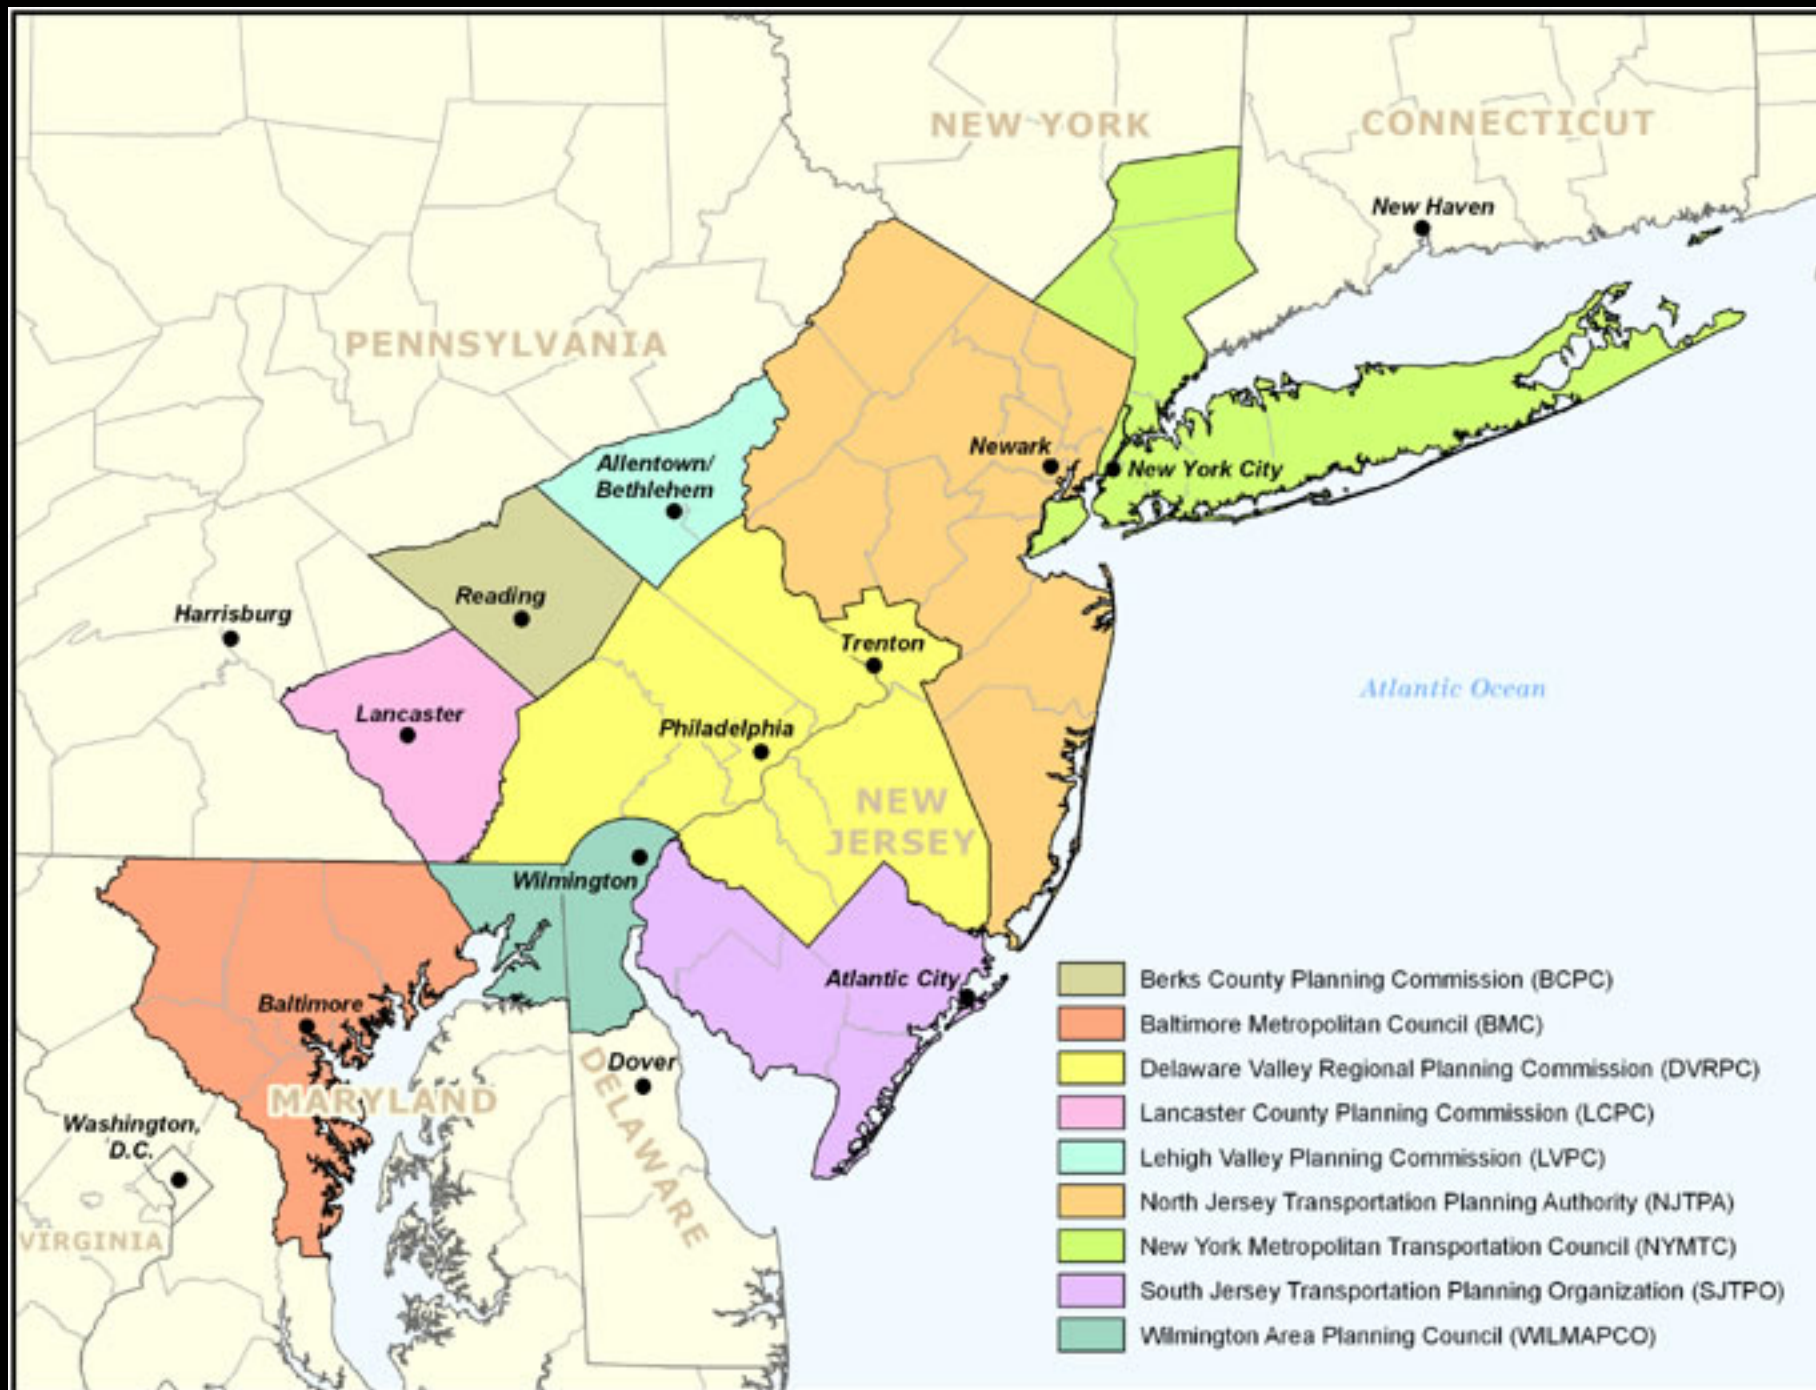 NEW YORK
CONNECTICUT
New Haven
PENNSYLVANIA
Newark
New York City
Allentown/
Bethlehem
Reading
Harrisburg
Trenton
Atlantic Ocean
Lancaster
Philadelphia
NEW
JERSEY
Wilmington
Atlantic City
Baltimore
Dover
MARYLAND
DELAWARE
Washington,
D.C.
VIRGINIA
Berks County Planning Commission (BCPC)
Baltimore Metropolitan Council (BMC)
Delaware Valley Regional Planning Commission (DVRPC)
Lancaster County Planning Commission (LCPC)
Lehigh Valley Planning Commission (LVPC)
North Jersey Transportation Planning Authority (NJTPA)
New York Metropolitan Transportation Council (NYMTC)
South Jersey Transportation Planning Organization (SJTPO)
Wilmington Area Planning Council (WILMAPCO)